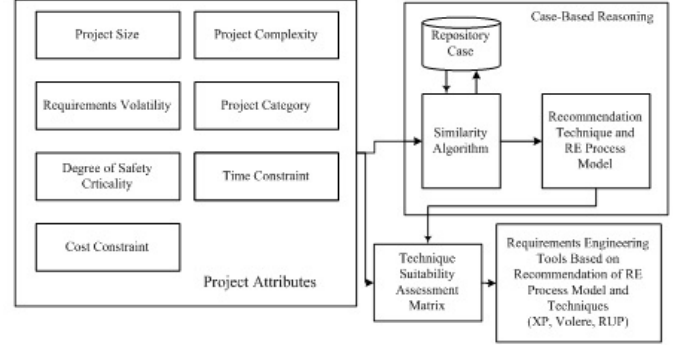 Project Size
Project Complexity
Requirements Volatility
Project Category
Degree of Safety
Crticality
Time Constraint
Cost Constraint
Project Attributes
Case-Based Reasoning
Repository
Case
Similarity
Algorithm
Recommendation
Technique and
RE Process
Model
Technique
Suitability
Assessment
Matrix
Requirements Engineering
Tools Based on
Recommendation of RE
Process Model and
Techniques
(XP, Volere, RUP)